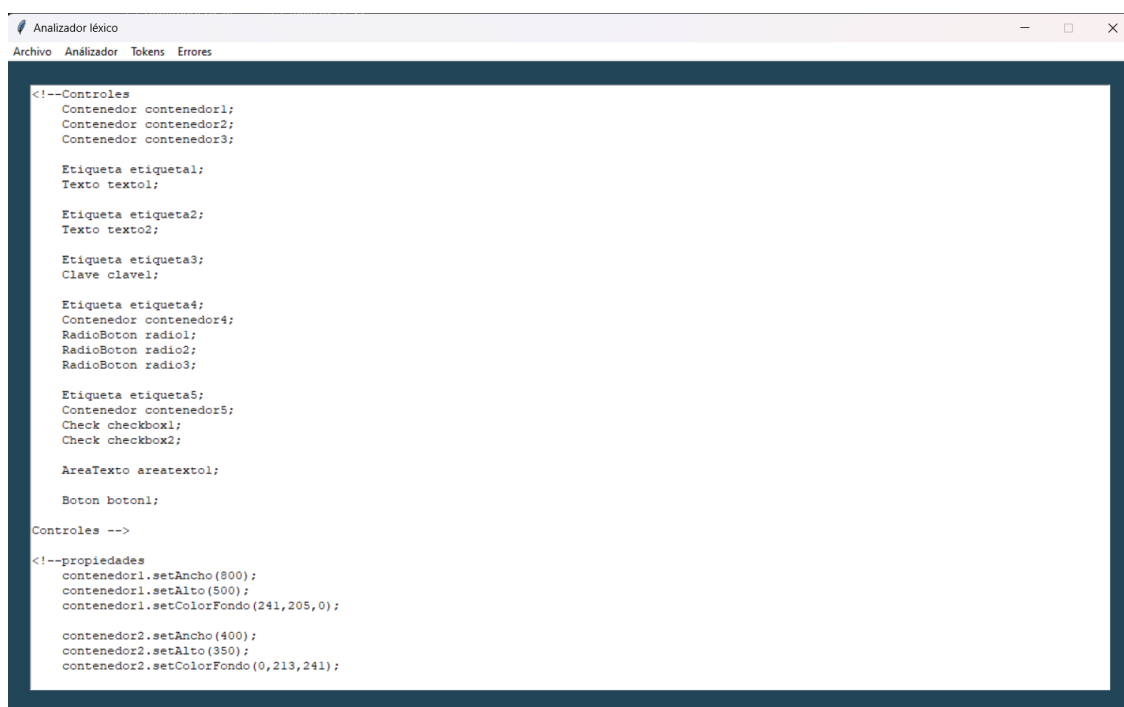 Analizador léxico
Archivo Análizador Tokens Errores
<!--Controles
    Contenedor contenedor1;
    Contenedor contenedor2;
    Contenedor contenedor3;

    Etiqueta etiqueta1;
    Texto texto1;

    Etiqueta etiqueta2;
    Texto texto2;

    Etiqueta etiqueta3;
    Clave clave1;

    Etiqueta etiqueta4;
    Contenedor contenedor4;
    RadioBoton radio1;
    RadioBoton radio2;
    RadioBoton radio3;

    Etiqueta etiqueta5;
    Contenedor contenedor5;
    Check checkbox1;
    Check checkbox2;

    AreaTexto areatexto1;

    Boton boton1;

Controles -->

<!--propiedades
    contenedor1.setAncho(800);
    contenedor1.setAlto(500);
    contenedor1.setColorFondo(241,205,0);

    contenedor2.setAncho(400);
    contenedor2.setAlto(350);
    contenedor2.setColorFondo(0,213,241);